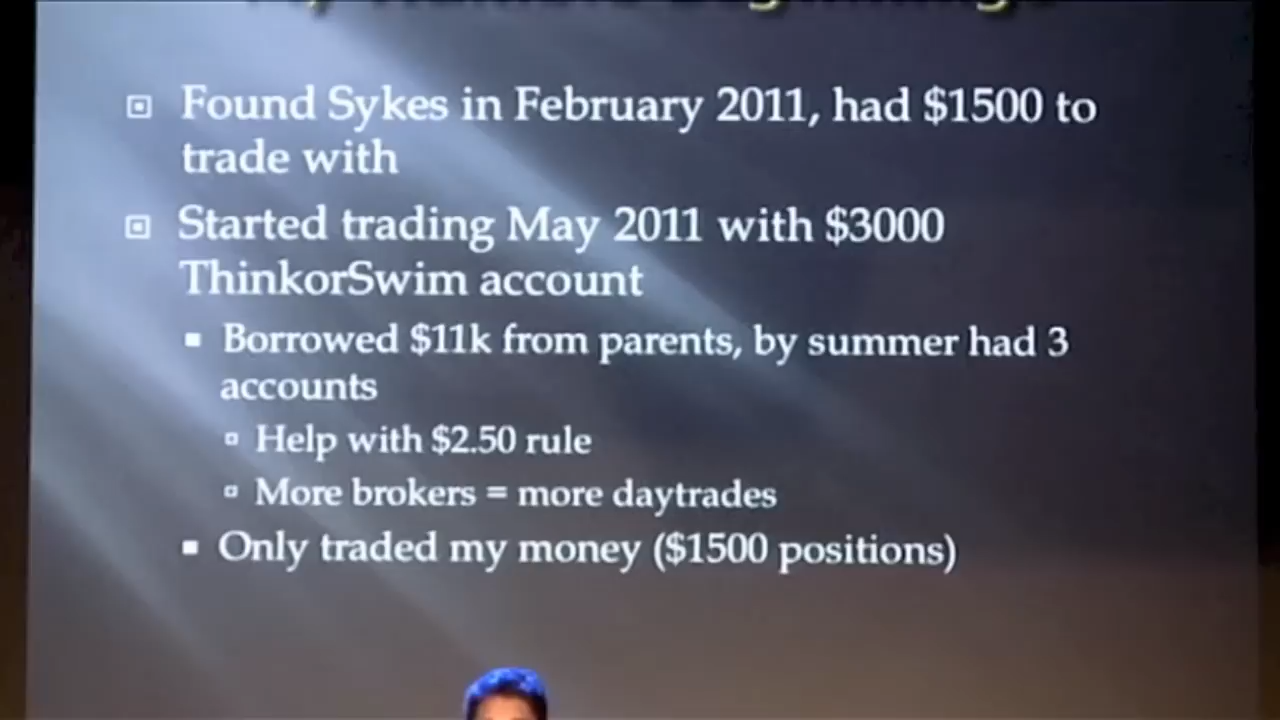 Found Sykes in February 2011, had $1500 to
trade with
Started trading May 2011 with $3000
ThinkorSwim account
Borrowed $11k from parents, by summer had 3
accounts
Help with $2.50 rule
More brokers = more daytrades
Only traded my money ($1500 positions)